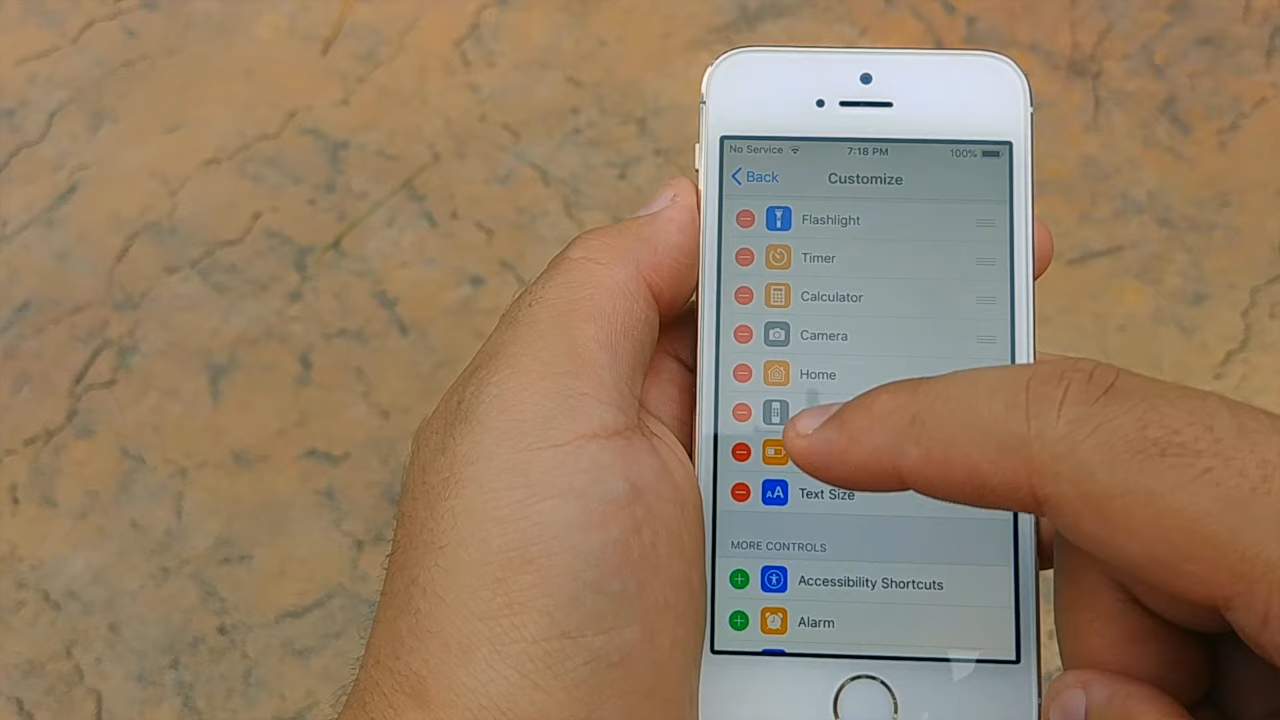 No Service 7:18 PM 100%
Back Customize
Flashlight
Timer
Calculator
Camera
Home
AA Text Size
MORE CONTROLS
Accessibility Shortcuts
Alarm